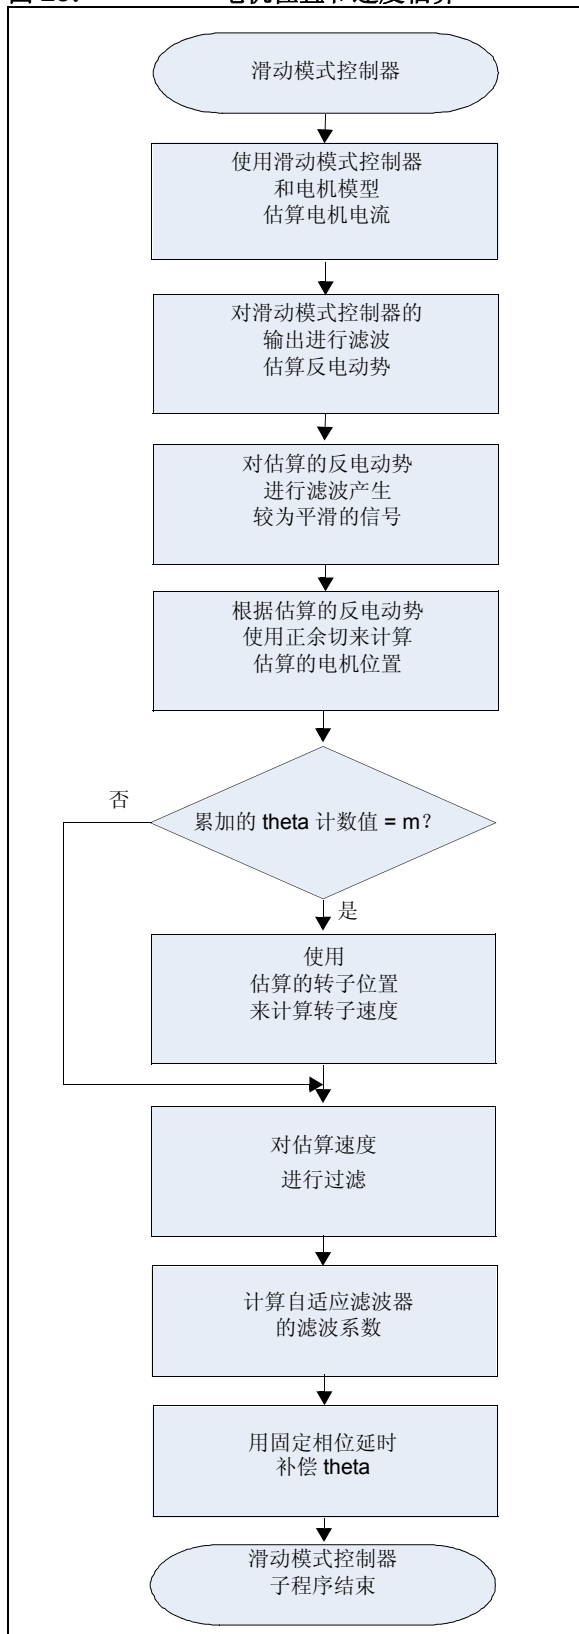 滑动模式控制器
使用滑动模式控制器
和电机模型
估算电机电流
对滑动模式控制器的
输出进行滤波
估算反电动势
对估算的反电动势
进行滤波产生
较为平滑的信号
根据估算的反电动势
使用正余切来计算
估算的电机位置
否
累加的 theta 计数值 = m?
是
使用
估算的转子位置
来计算转子速度
对估算速度
进行过滤
计算自适应滤波器
的滤波系数
用固定相位延时
补偿 theta
滑动模式控制器
子程序结束